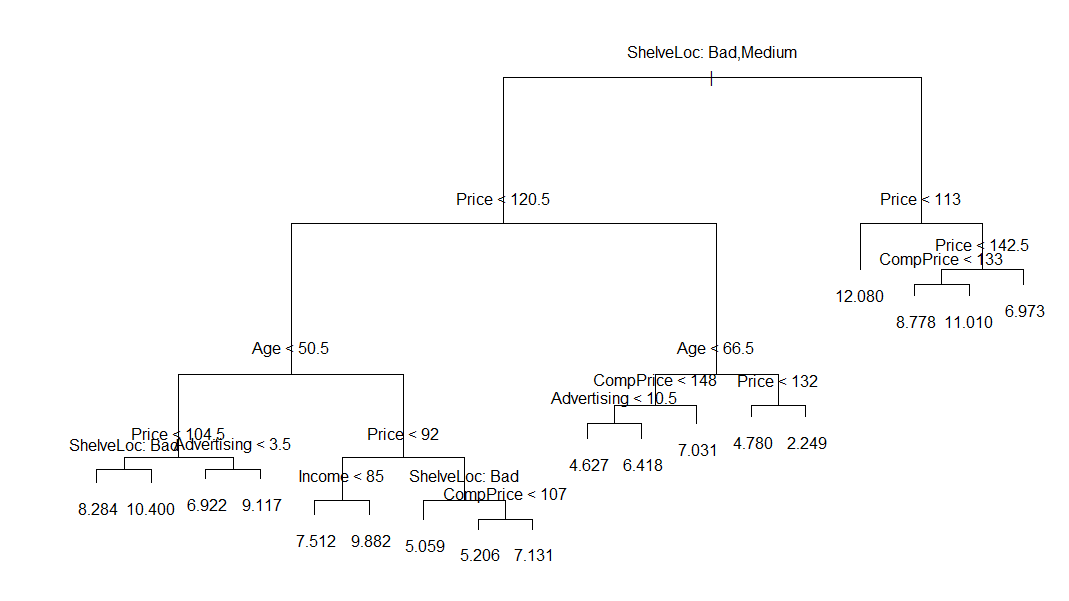 ShelveLoc: Bad,Medium
Price < 120.5
Price < 113
Price < 142.5
CompPrice < 133
12.080
8.778
11.010
6.973
Age < 50.5
Age < 66.5
CompPrice < 148
Price < 132
Advertising < 10.5
4.627
6.418
7.031
4.780
2.249
Price < 104.5
Price < 92
ShelveLoc: Bad
Advertising < 3.5
Income < 85
ShelveLoc: Bad
CompPrice < 107
8.284
10.400
6.922
9.117
7.512
9.882
5.059
5.206
7.131